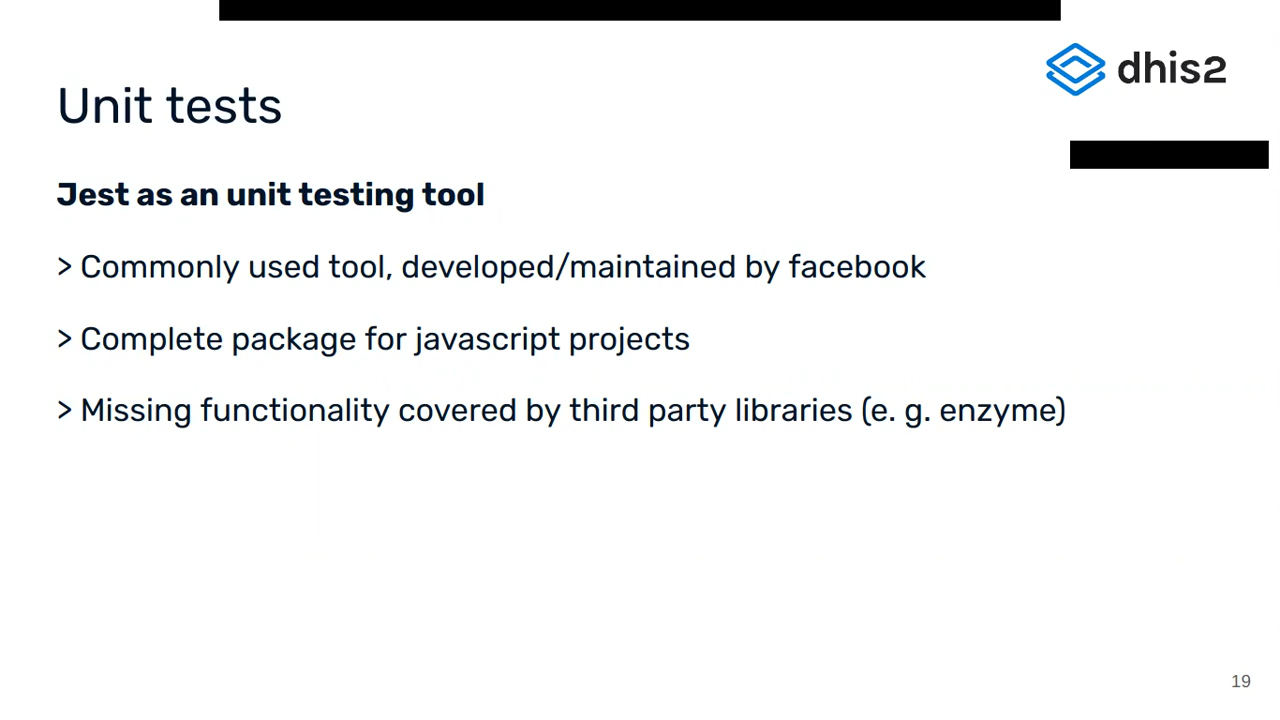 dhis2
Unit tests
Jest as an unit testing tool
> Commonly used tool, developed/maintained by facebook
> Complete package for javascript projects
> Missing functionality covered by third party libraries (e. g. enzyme)
19